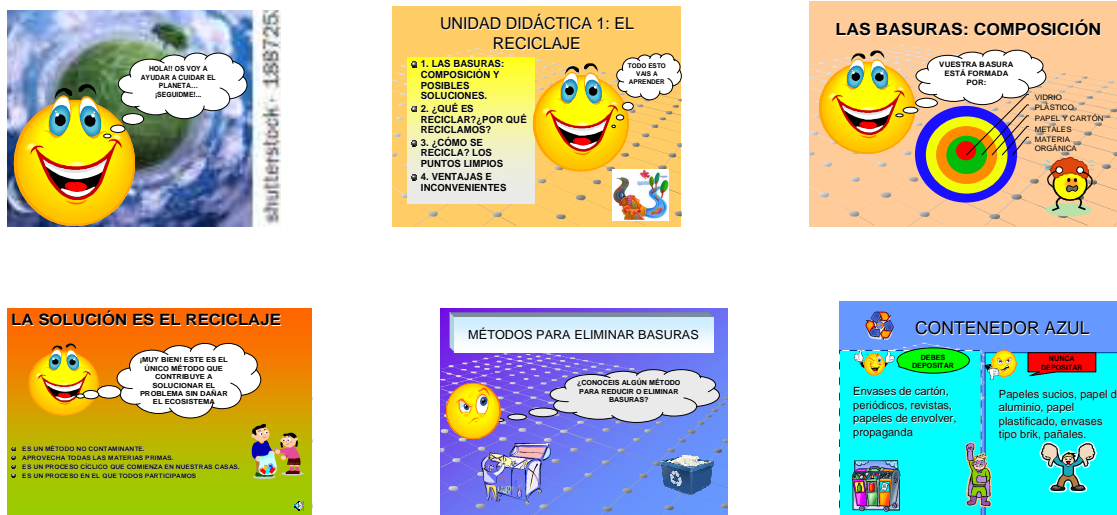 HOLA!! OS VOY A
AYUDAR A CUIDAR EL
PLANETA...
¡SEGUIDME!...
shutterstock · 188725
UNIDAD DIDÁCTICA 1: EL
RECICLAJE
1. LAS BASURAS:
COMPOSICIÓN Y
POSIBLES
SOLUCIONES.
2. ¿QUÉ ES
RECICLAR?¿POR QUÉ
RECICLAMOS?
3. ¿CÓMO SE
RECICLA? LOS
PUNTOS LIMPIOS
4. VENTAJAS E
INCONVENIENTES
TODO ESTO
VAIS A
APRENDER
LAS BASURAS: COMPOSICIÓN
VUESTRA BASURA
ESTÁ FORMADA
POR:
VIDRIO
PLÁSTICO
PAPEL Y CARTÓN
METALES
MATERIA
ORGÁNICA
LA SOLUCIÓN ES EL RECICLAJE
¡MUY BIEN! ESTE ES EL
ÚNICO MÉTODO QUE
CONTRIBUYE A
SOLUCIONAR EL
PROBLEMA SIN DAÑAR
EL ECOSISTEMA
ES UN MÉTODO NO CONTAMINANTE.
APROVECHA TODAS LAS MATERIAS PRIMAS.
ES UN PROCESO CÍCLICO QUE COMIENZA EN NUESTRAS CASAS.
ES UN PROCESO EN EL QUE TODOS PARTICIPAMOS
MÉTODOS PARA ELIMINAR BASURAS
¿CONOCEIS ALGÚN MÉTODO
PARA REDUCIR O ELIMINAR
BASURAS?
CONTENEDOR AZUL
DEBES
DEPOSITAR
NUNCA
DEPOSITAR
Envases de cartón,
periódicos, revistas,
papeles de envolver,
propaganda
Papeles sucios, papel d
aluminio, papel
plastificado, envases
tipo brik, pañales.